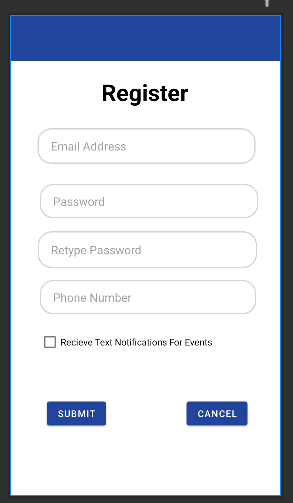 Register
Email Address
Password
Retype Password
Phone Number
Recieve Text Notifications For Events
SUBMIT
CANCEL